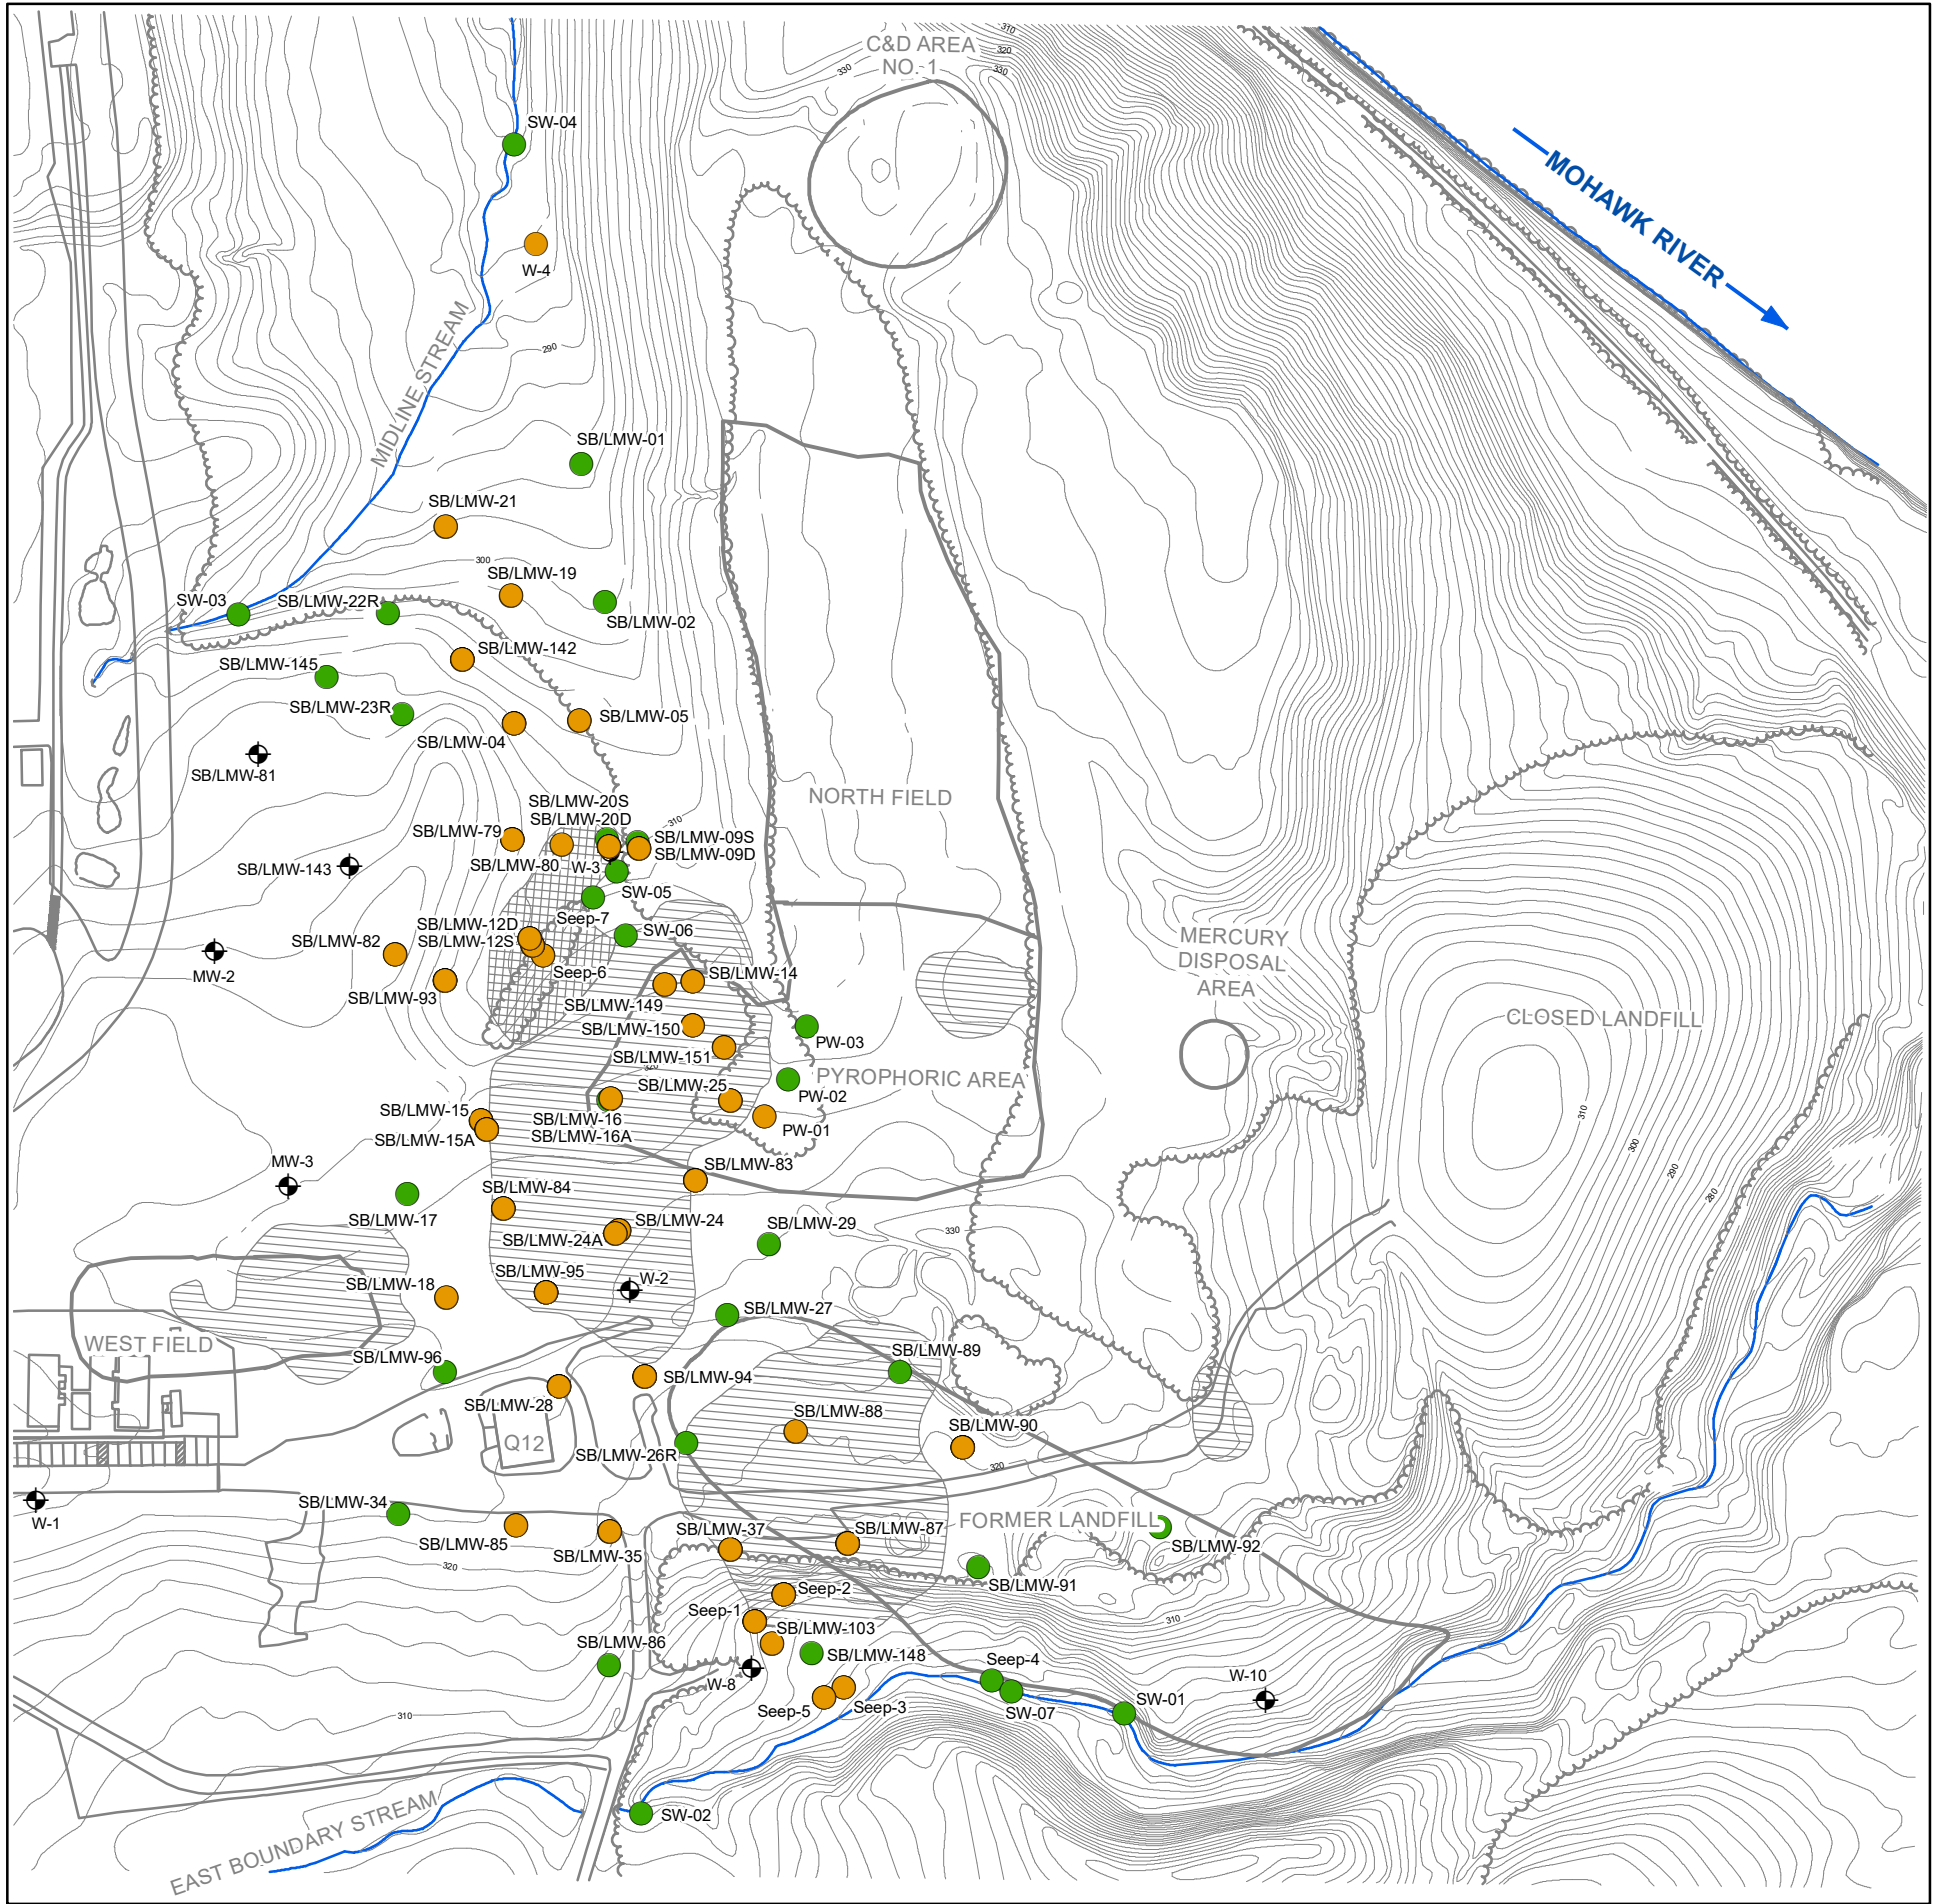 310
C&D AREA
320
NO. 1
330
330
SW-04
MOHAWK RIVER
W-4
MIDLINE STREAM
290
SB/LMW-01
SB/LMW-21
300
SB/LMW-19
SW-03
SB/LMW-22R
SB/LMW-02
SB/LMW-142
SB/LMW-145
SB/LMW-23R
SB/LMW-05
SB/LMW-04
SB/LMW-81
NORTH FIELD
SB/LMW-20S
SB/LMW-20D
310
SB/LMW-79
SB/LMW-09S
SB/LMW-09D
SB/LMW-80
W-3
SB/LMW-143
SW-05
Seep-7
SB/LMW-12D
SB/LMW-12S
SW-06
SB/LMW-82
MW-2
MERCURY
DISPOSAL
AREA
Seep-6
SB/LMW-14
SB/LMW-93
SB/LMW-149
SB/LMW-150
CLOSED LANDFILL
PW-03
SB/LMW-151
320
PYROPHORIC AREA
SB/LMW-25
PW-02
SB/LMW-15
SB/LMW-16
PW-01
310
SB/LMW-15A
SB/LMW-16A
300
MW-3
SB/LMW-83
290
280
SB/LMW-84
SB/LMW-17
SB/LMW-24
SB/LMW-29
330
SB/LMW-24A
SB/LMW-95
W-2
SB/LMW-18
SB/LMW-27
WEST FIELD
SB/LMW-96
SB/LMW-89
SB/LMW-94
SB/LMW-28
SB/LMW-88
SB/LMW-90
Q12
SB/LMW-26R
320
SB/LMW-34
W-1
FORMER LANDFILL
SB/LMW-37
SB/LMW-87
SB/LMW-85
SB/LMW-35
SB/LMW-92
320
SB/LMW-91
Seep-2
Seep-1
310
SB/LMW-103
SB/LMW-86
SB/LMW-148
W-8
Seep-4
W-10
Seep-5
Seep-3
SW-07
SW-01
310
EAST BOUNDARY STREAM
SW-02